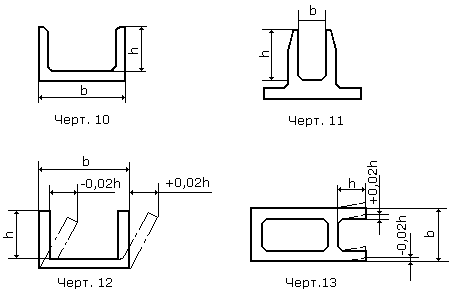 h
b
Черт. 10
b
h
Черт. 11
b
-0,02h
+0,02h
h
Черт. 12
h
+0,02h
b
-0,02h
Черт.13